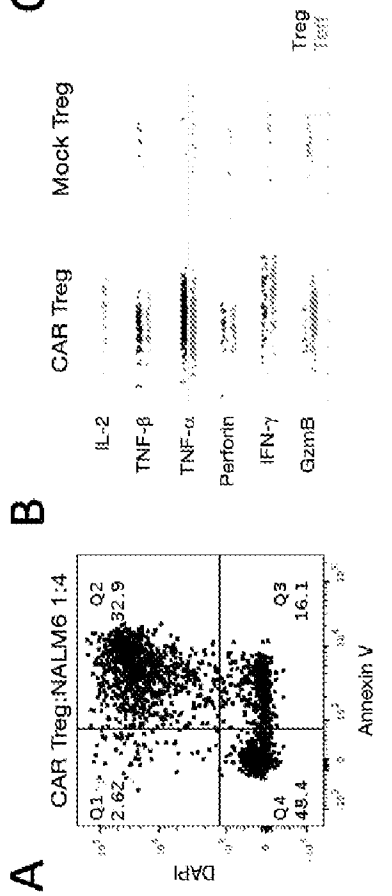 A
CAR Treg:NALM6 1:4
Q1
2.62
Q2
32.9
Q4
48.4
Q3
16.1
DAPI
Annexin V
B
CAR Treg
Mock Treg
IL-2
TNF-β
TNF-α
Perforin
IFN-γ
GzmB
Treg